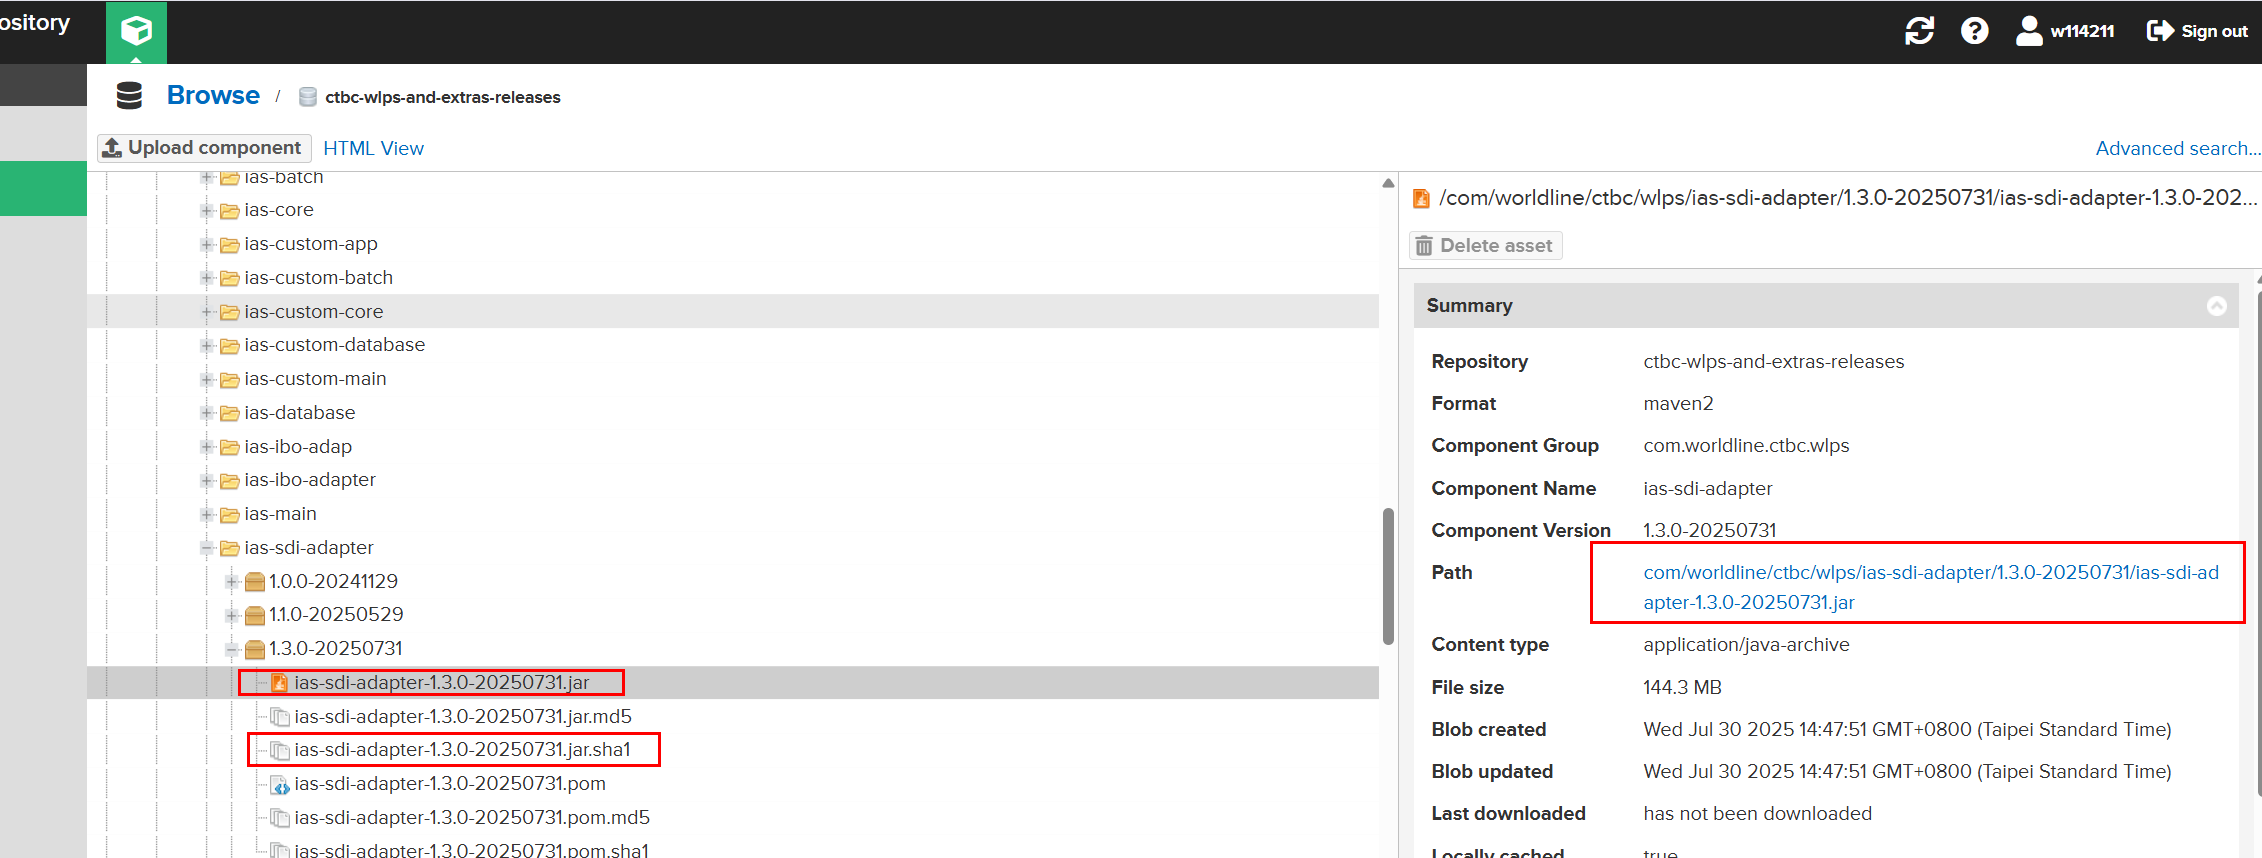 ository
w114211
Sign out
Browse / ctbc-wlps-and-extras-releases
Upload component
HTML View
Advanced search...
ias-batch
ias-core
ias-custom-app
ias-custom-batch
ias-custom-core
ias-custom-database
ias-custom-main
ias-database
ias-ibo-adap
ias-ibo-adapter
ias-main
ias-sdi-adapter
1.0.0-20241129
1.1.0-20250529
1.3.0-20250731
ias-sdi-adapter-1.3.0-20250731.jar
ias-sdi-adapter-1.3.0-20250731.jar.md5
ias-sdi-adapter-1.3.0-20250731.jar.sha1
ias-sdi-adapter-1.3.0-20250731.pom
ias-sdi-adapter-1.3.0-20250731.pom.md5
ias-sdi-adapter-1.3.0-20250731.pom.sha1
/com/worldline/ctbc/wlps/ias-sdi-adapter/1.3.0-20250731/ias-sdi-adapter-1.3.0-202...
Delete asset
Summary
Repository ctbc-wlps-and-extras-releases
Format maven2
Component Group com.worldline.ctbc.wlps
Component Name ias-sdi-adapter
Component Version 1.3.0-20250731
Path com/worldline/ctbc/wlps/ias-sdi-adapter/1.3.0-20250731/ias-sdi-ad
apter-1.3.0-20250731.jar
Content type application/java-archive
File size 144.3 MB
Blob created Wed Jul 30 2025 14:47:51 GMT+0800 (Taipei Standard Time)
Blob updated Wed Jul 30 2025 14:47:51 GMT+0800 (Taipei Standard Time)
Last downloaded has not been downloaded
Locally cached true